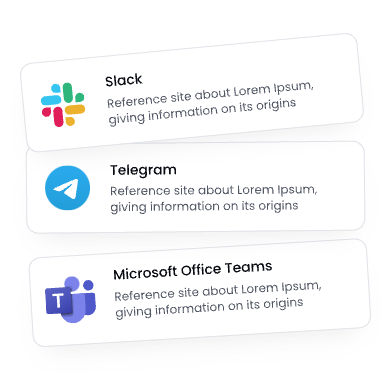 Slack
Reference site about Lorem Ipsum,
giving information on its origins
Telegram
Reference site about Lorem Ipsum,
giving information on its origins
T
Microsoft Office Teams
Reference site about Lorem Ipsum,
giving information on its origins